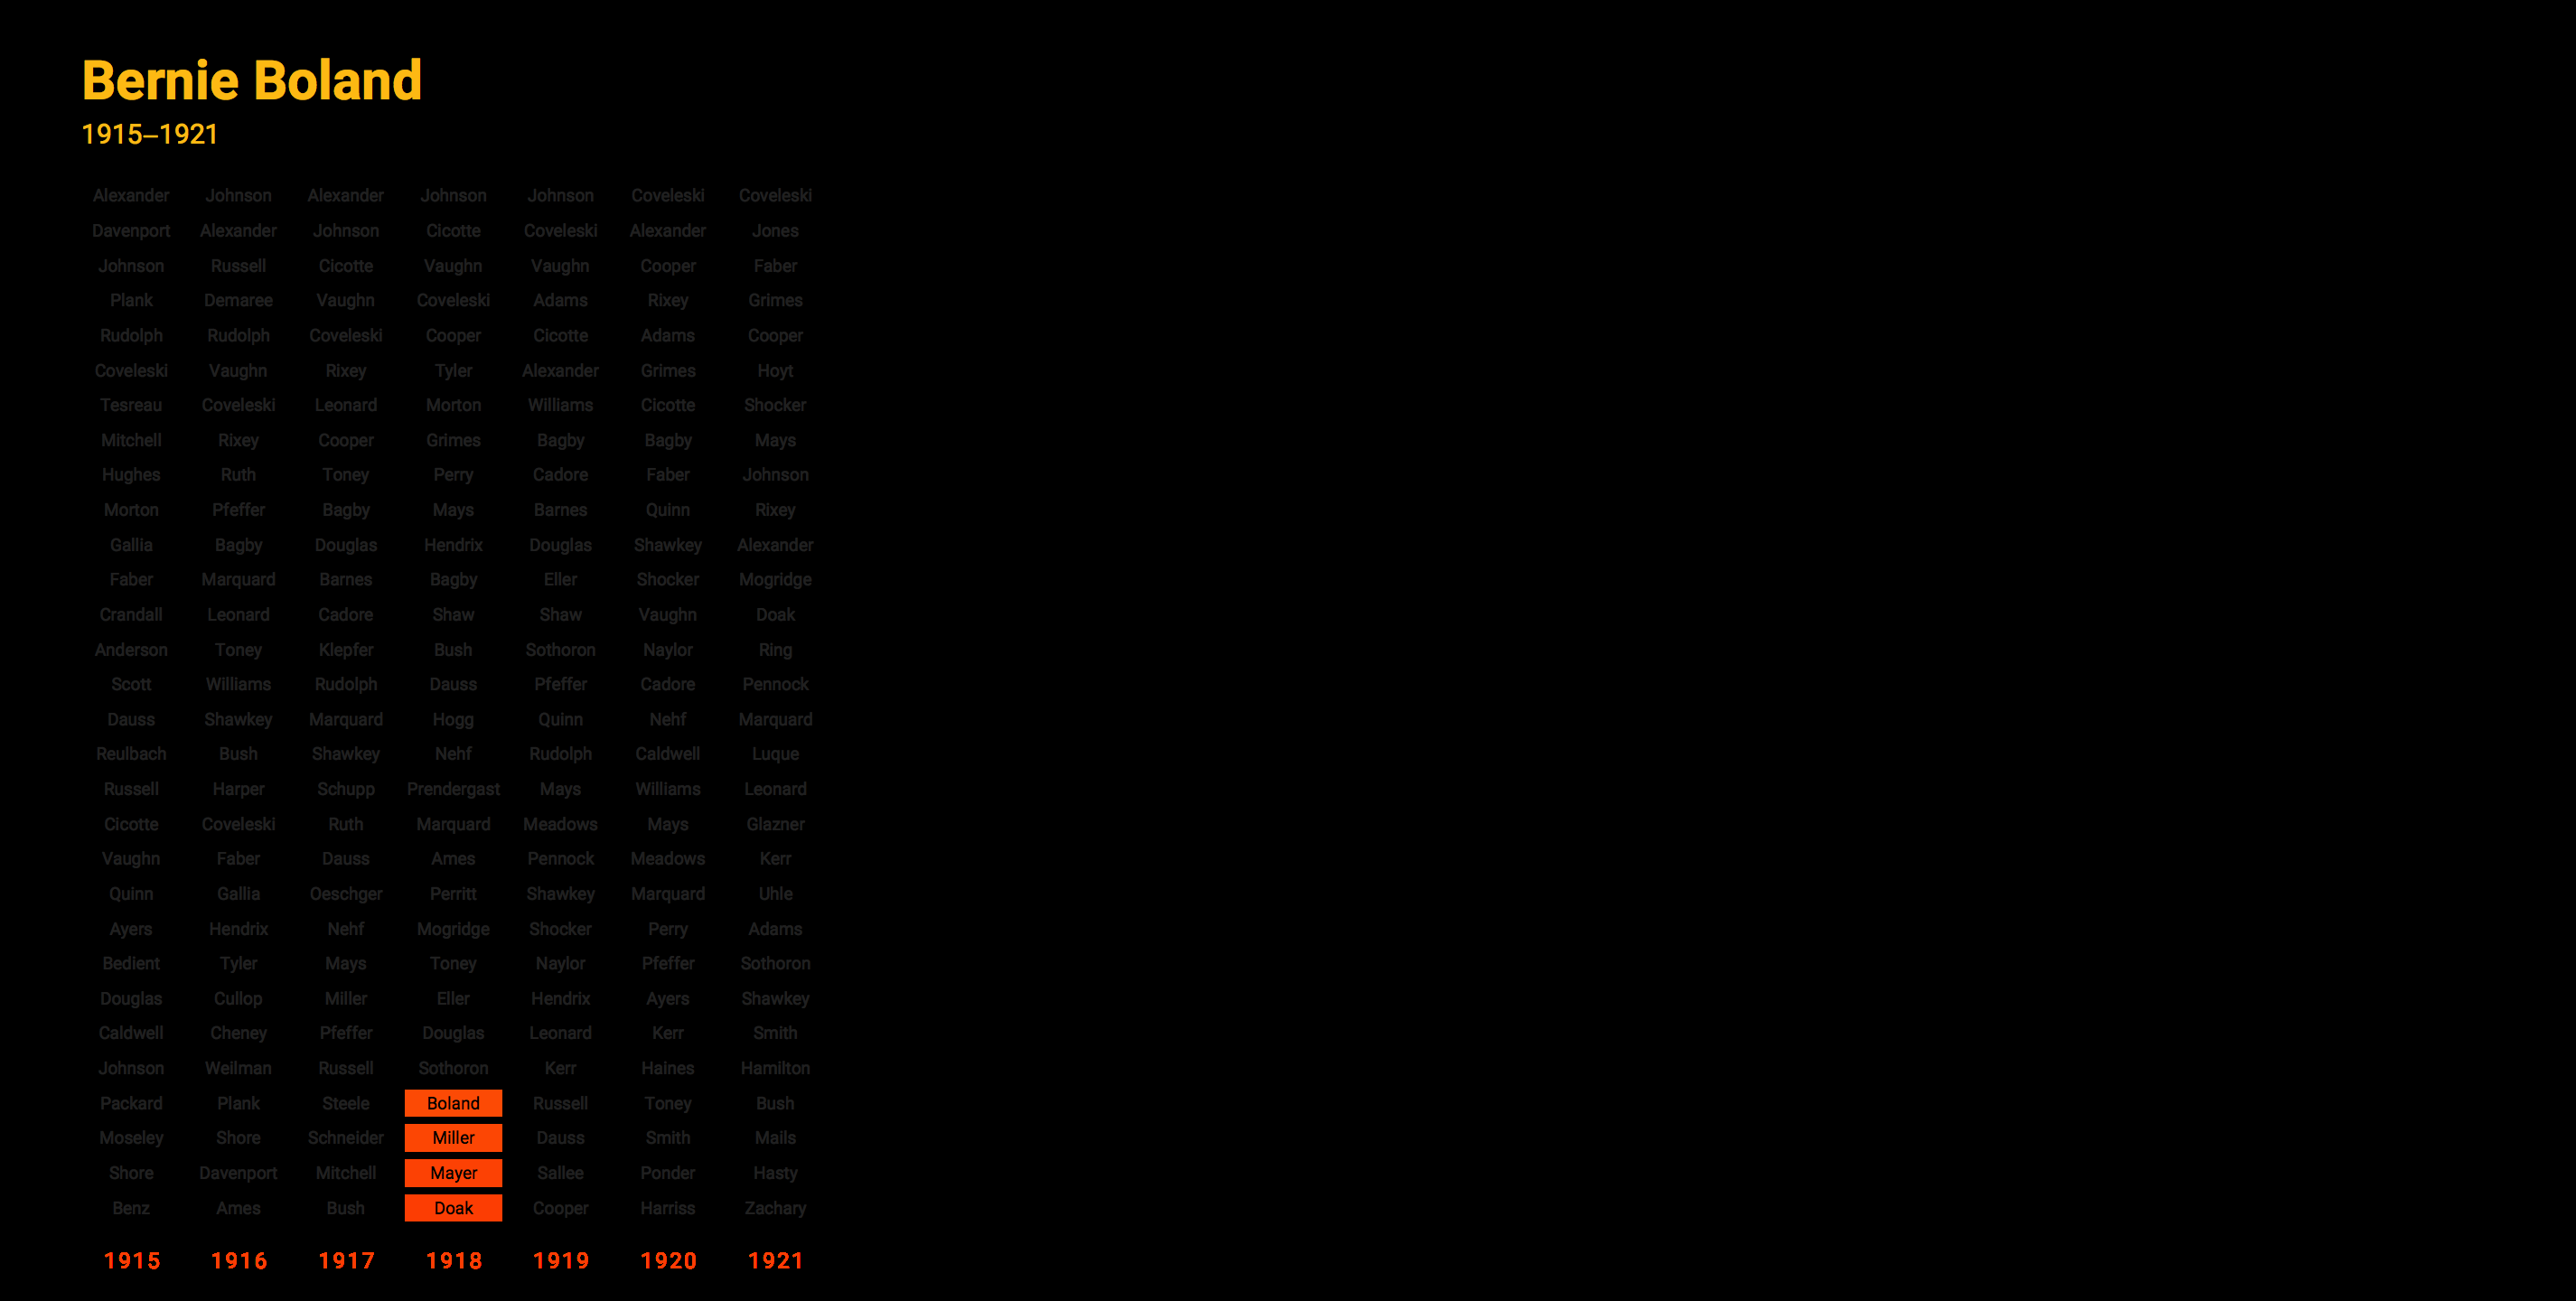 Bernie Boland
1915–1921
Alexander Johnson Alexander Johnson Johnson Coveleski Coveleski
Davenport Alexander Johnson Cicotte Coveleski Alexander Jones
Johnson Russell Cicotte Vaughn Vaughn Cooper Faber
Plank Demaree Vaughn Coveleski Adams Rixey Grimes
Rudolph Rudolph Coveleski Cooper Cicotte Adams Cooper
Coveleski Vaughn Rixey Tyler Alexander Grimes Hoyt
Tesreau Coveleski Leonard Morton Williams Cicotte Shocker
Mitchell Rixey Cooper Grimes Bagby Bagby Mays
Hughes Ruth Toney Perry Cadore Faber Johnson
Morton Pfeffer Bagby Mays Barnes Quinn Rixey
Gallia Bagby Douglas Hendrix Douglas Shawkey Alexander
Faber Marquard Barnes Bagby Eller Shocker Mogridge
Crandall Leonard Cadore Shaw Shaw Vaughn Doak
Anderson Toney Klepfer Bush Sothoron Naylor Ring
Scott Williams Rudolph Dauss Pfeffer Cadore Pennock
Dauss Shawkey Marquard Hogg Quinn Nehf Marquard
Reulbach Bush Shawkey Nehf Rudolph Caldwell Luque
Russell Harper Schupp Prendergast Mays Williams Leonard
Cicotte Coveleski Ruth Marquard Meadows Mays Glazner
Vaughn Faber Dauss Ames Pennock Meadows Kerr
Quinn Gallia Oeschger Perritt Shawkey Marquard Uhle
Ayers Hendrix Nehf Mogridge Shocker Perry Adams
Bedient Tyler Mays Toney Naylor Pfeffer Sothoron
Douglas Cullop Miller Eller Hendrix Ayers Shawkey
Caldwell Cheney Pfeffer Douglas Leonard Kerr Smith
Johnson Weilman Russell Sothoron Kerr Haines Hamilton
Packard Plank Steele Boland Russell Toney Bush
Moseley Shore Schneider Miller Dauss Smith Mails
Shore Davenport Mitchell Mayer Sallee Ponder Hasty
Benz Ames Bush Doak Cooper Harriss Zachary
1915 1916 1917 1918 1919 1920 1921